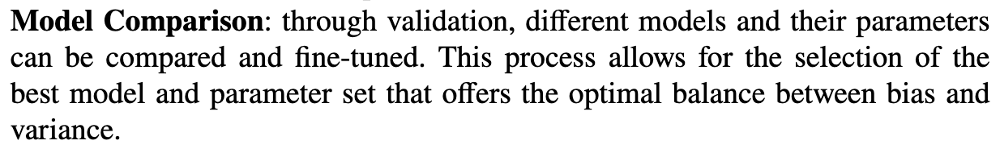 Model Comparison: through validation, different models and their parameters
can be compared and fine-tuned. This process allows for the selection of the
best model and parameter set that offers the optimal balance between bias and
variance.